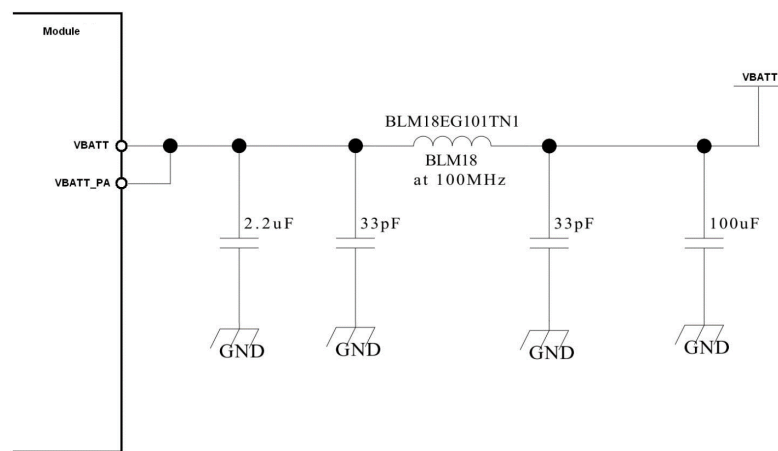 Module
VBATT
BLM18EG101TN1
VBATT
BLM18
at 100MHz
VBATT_PA
2.2uF
33pF
33pF
100uF
GND
GND
GND
GND